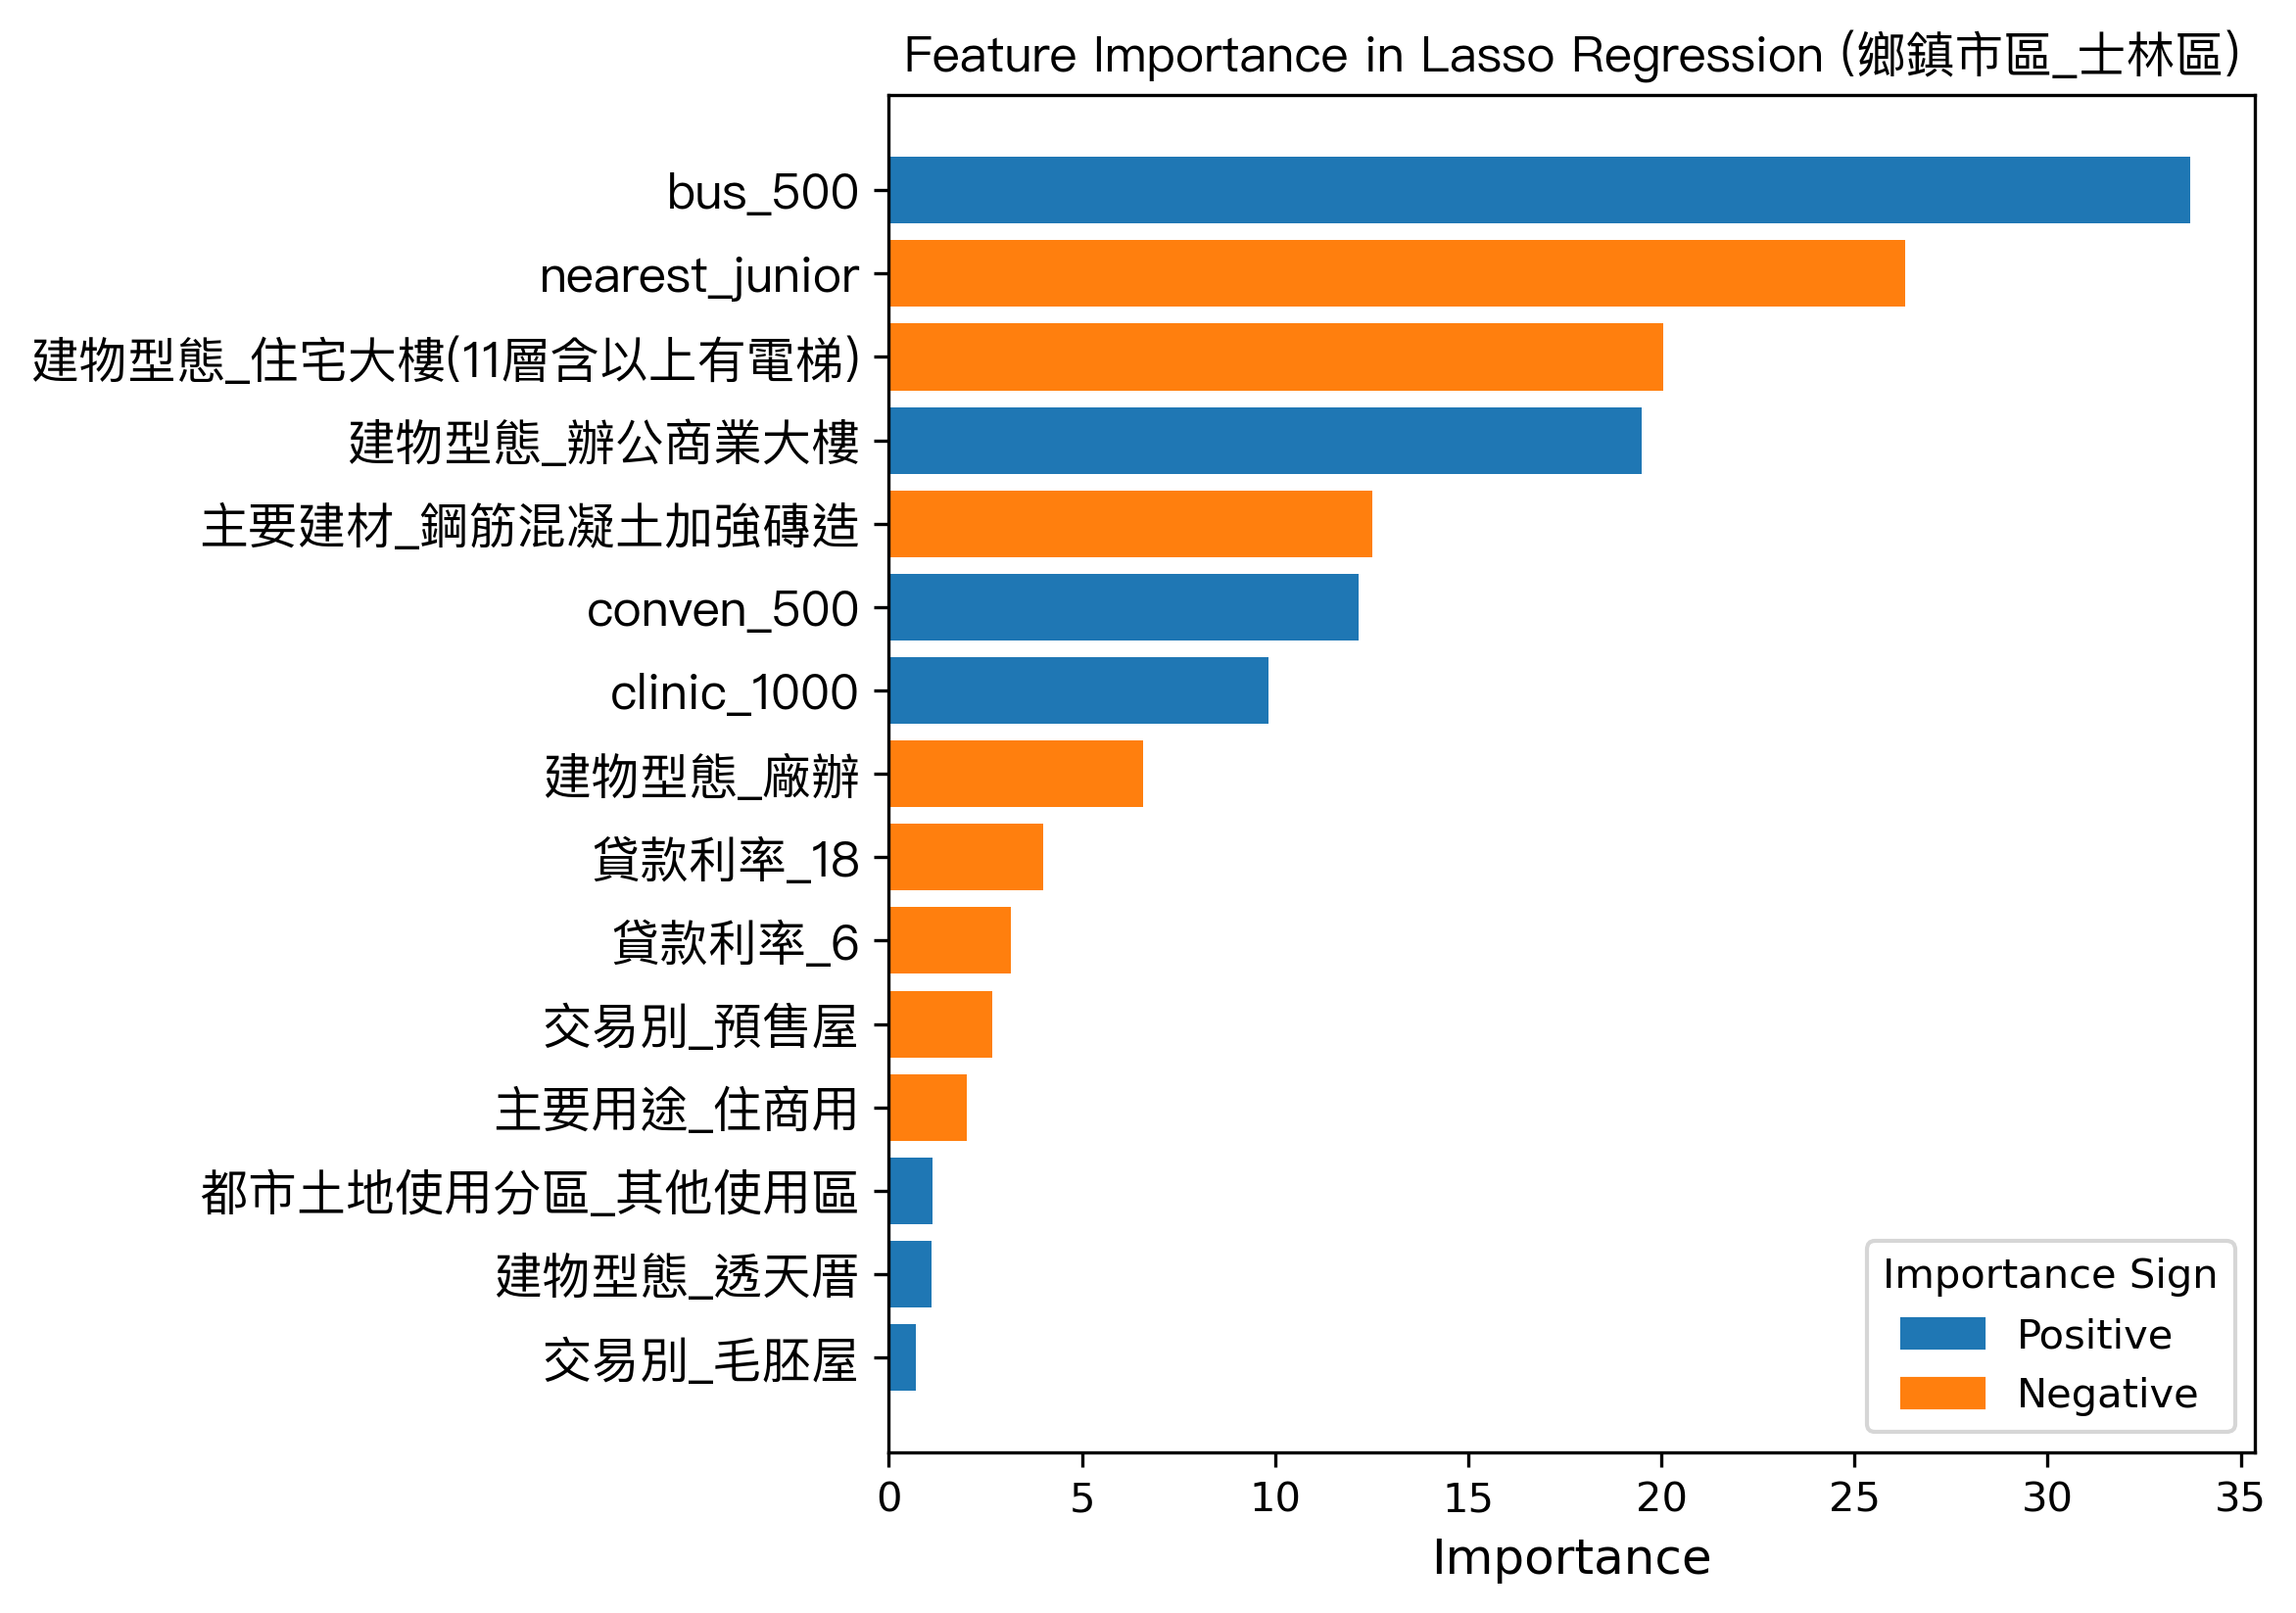 Feature Importance in Lasso Regression (鄉鎮市區_士林區)
bus_500
nearest_junior
建物型態_住宅大樓(11層含以上有電梯)
建物型態_辦公商業大樓
主要建材_鋼筋混凝土加強磚造
conven_500
clinic_1000
建物型態_廠辦
貸款利率_18
貸款利率_6
交易別_預售屋
主要用途_住商用
都市土地使用分區_其他使用區
建物型態_透天厝
交易別_毛胚屋
Importance Sign
Positive
Negative
0 5 10 15 20 25 30 35
Importance